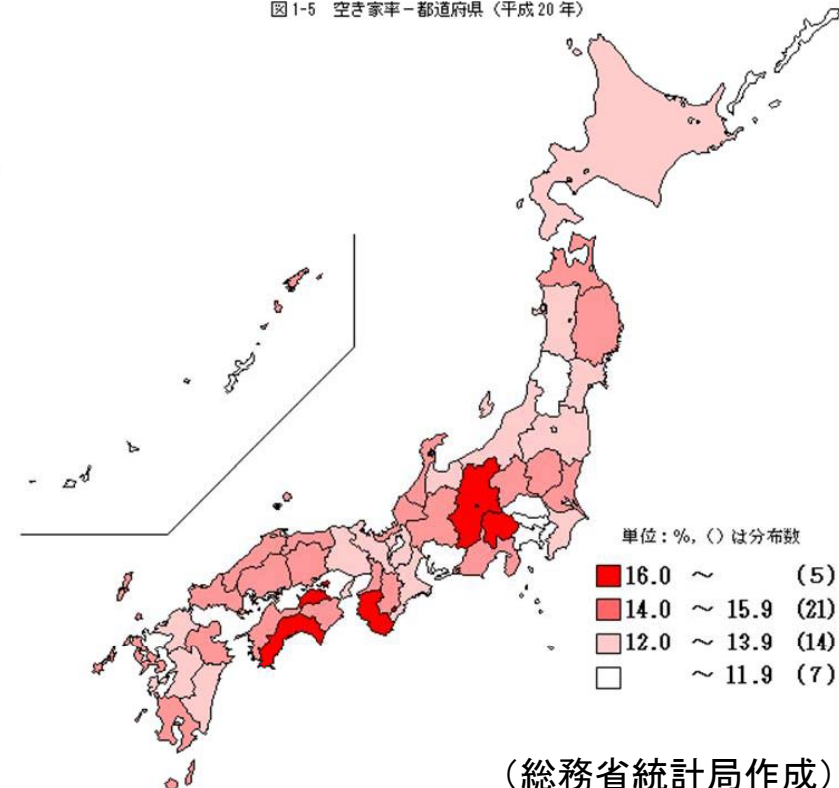 図1-5 空き家率－都道府県（平成20年）
単位：%，（）は分布数
16.0 ～ (5)
14.0 ～ 15.9 (21)
12.0 ～ 13.9 (14)
～ 11.9 (7)
（総務省統計局作成）